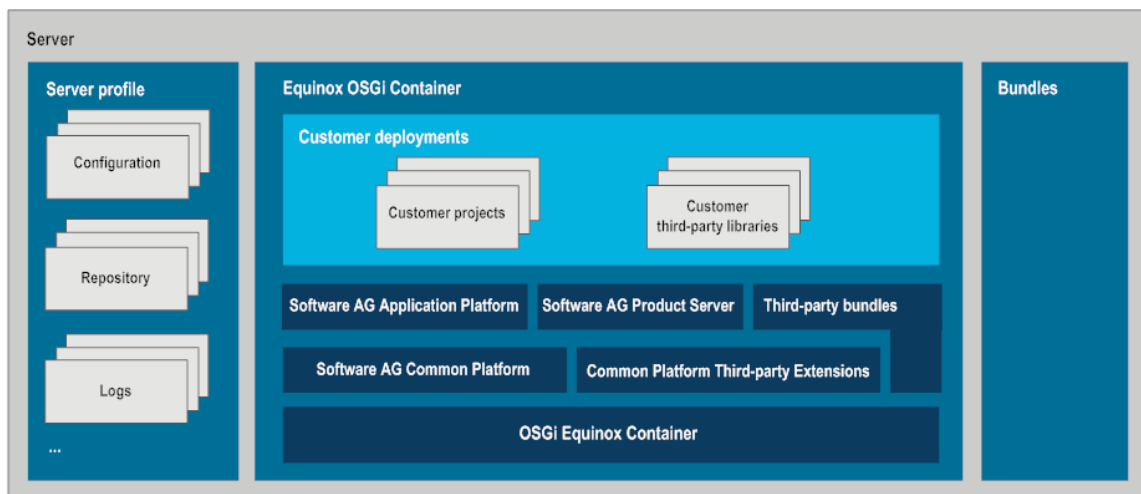 Server
Server profile
Configuration
Repository
Logs
...
Equinox OSGi Container
Customer deployments
Customer projects
Customer
third-party libraries
Software AG Application Platform
Software AG Product Server
Third-party bundles
Software AG Common Platform
Common Platform Third-party Extensions
OSGi Equinox Container
Bundles